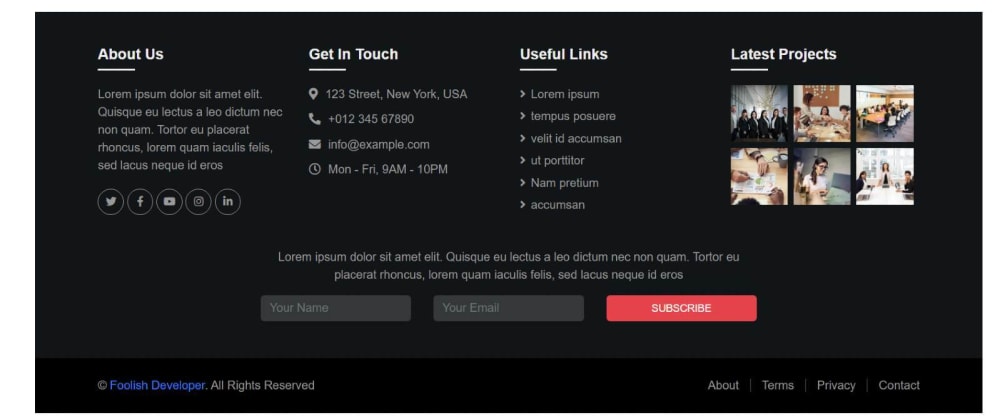 About Us
Lorem ipsum dolor sit amet elit.
Quisque eu lectus a leo dictum nec
non quam. Tortor eu placerat
rhoncus, lorem quam iaculis felis,
sed lacus neque id eros
Get In Touch
123 Street, New York, USA
+012 345 67890
info@example.com
Mon - Fri, 9AM - 10PM
Useful Links
Lorem ipsum
tempus posuere
velit id accumsan
ut porttitor
Nam pretium
accumsan
Latest Projects
Lorem ipsum dolor sit amet elit. Quisque eu lectus a leo dictum nec non quam. Tortor eu
placerat rhoncus, lorem quam iaculis felis, sed lacus neque id eros
Your Name
Your Email
SUBSCRIBE
© Foolish Developer. All Rights Reserved
About | Terms | Privacy | Contact